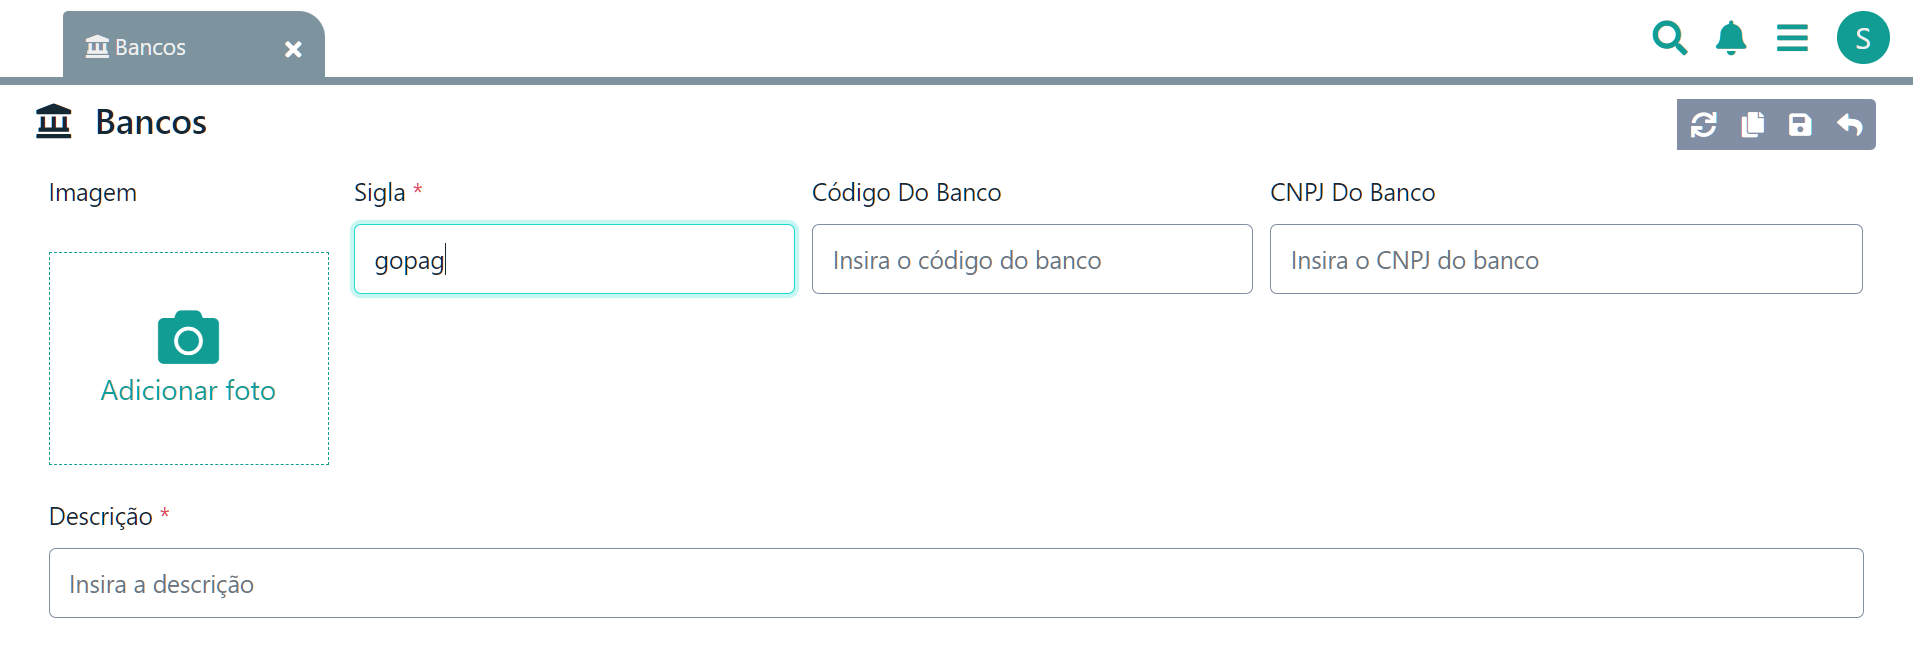 Bancos
S
Bancos
Imagem
Sigla *
Código Do Banco
CNPJ Do Banco
gopag
Insira o código do banco
Insira o CNPJ do banco
Adicionar foto
Descrição *
Insira a descrição